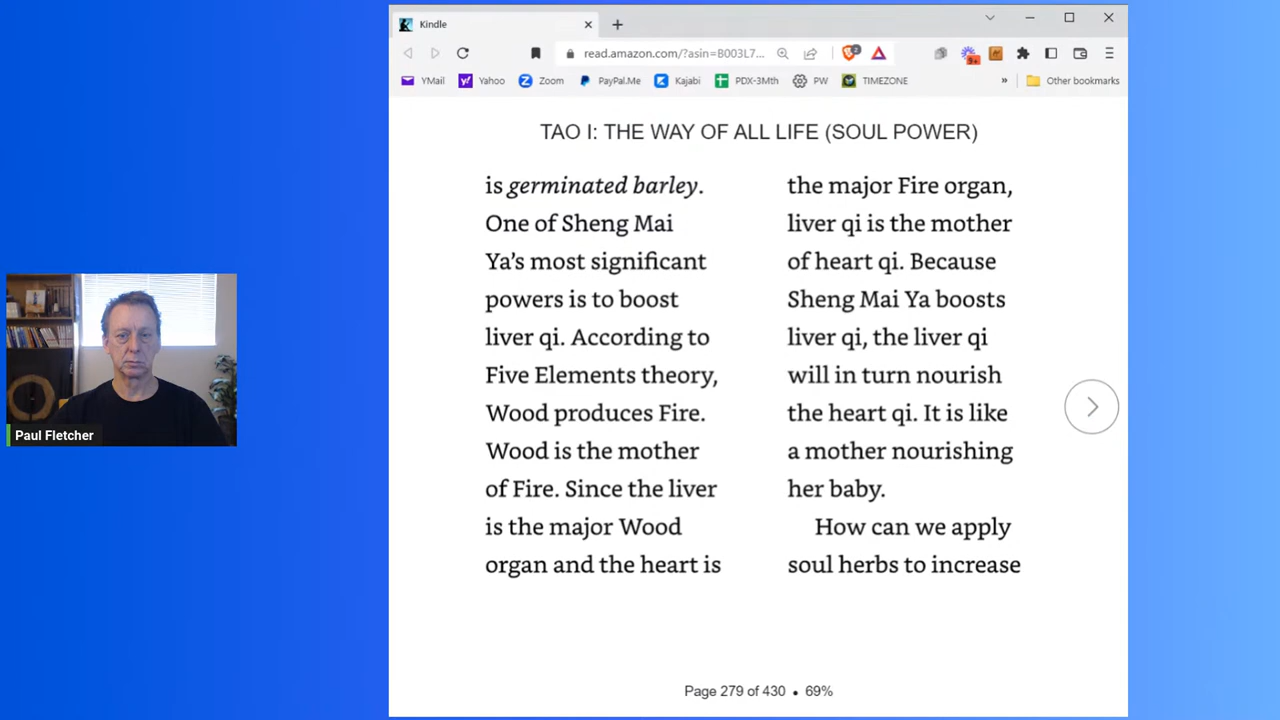 Kindle
read.amazon.com/?asin=B003L7...
2
9+
YMail
Yahoo
Zoom
PayPal.Me
Kajabi
PDX-3Mth
PW
TIMEZONE
»
Other bookmarks
TAO I: THE WAY OF ALL LIFE (SOUL POWER)
is germinated barley.
One of Sheng Mai
Ya's most significant
powers is to boost
liver qi. According to
Five Elements theory,
Wood produces Fire.
Wood is the mother
of Fire. Since the liver
is the major Wood
organ and the heart is
the major Fire organ,
liver qi is the mother
of heart qi. Because
Sheng Mai Ya boosts
liver qi, the liver qi
will in turn nourish
the heart qi. It is like
a mother nourishing
her baby.
How can we apply
soul herbs to increase
Page 279 of 430 • 69%
Paul Fletcher